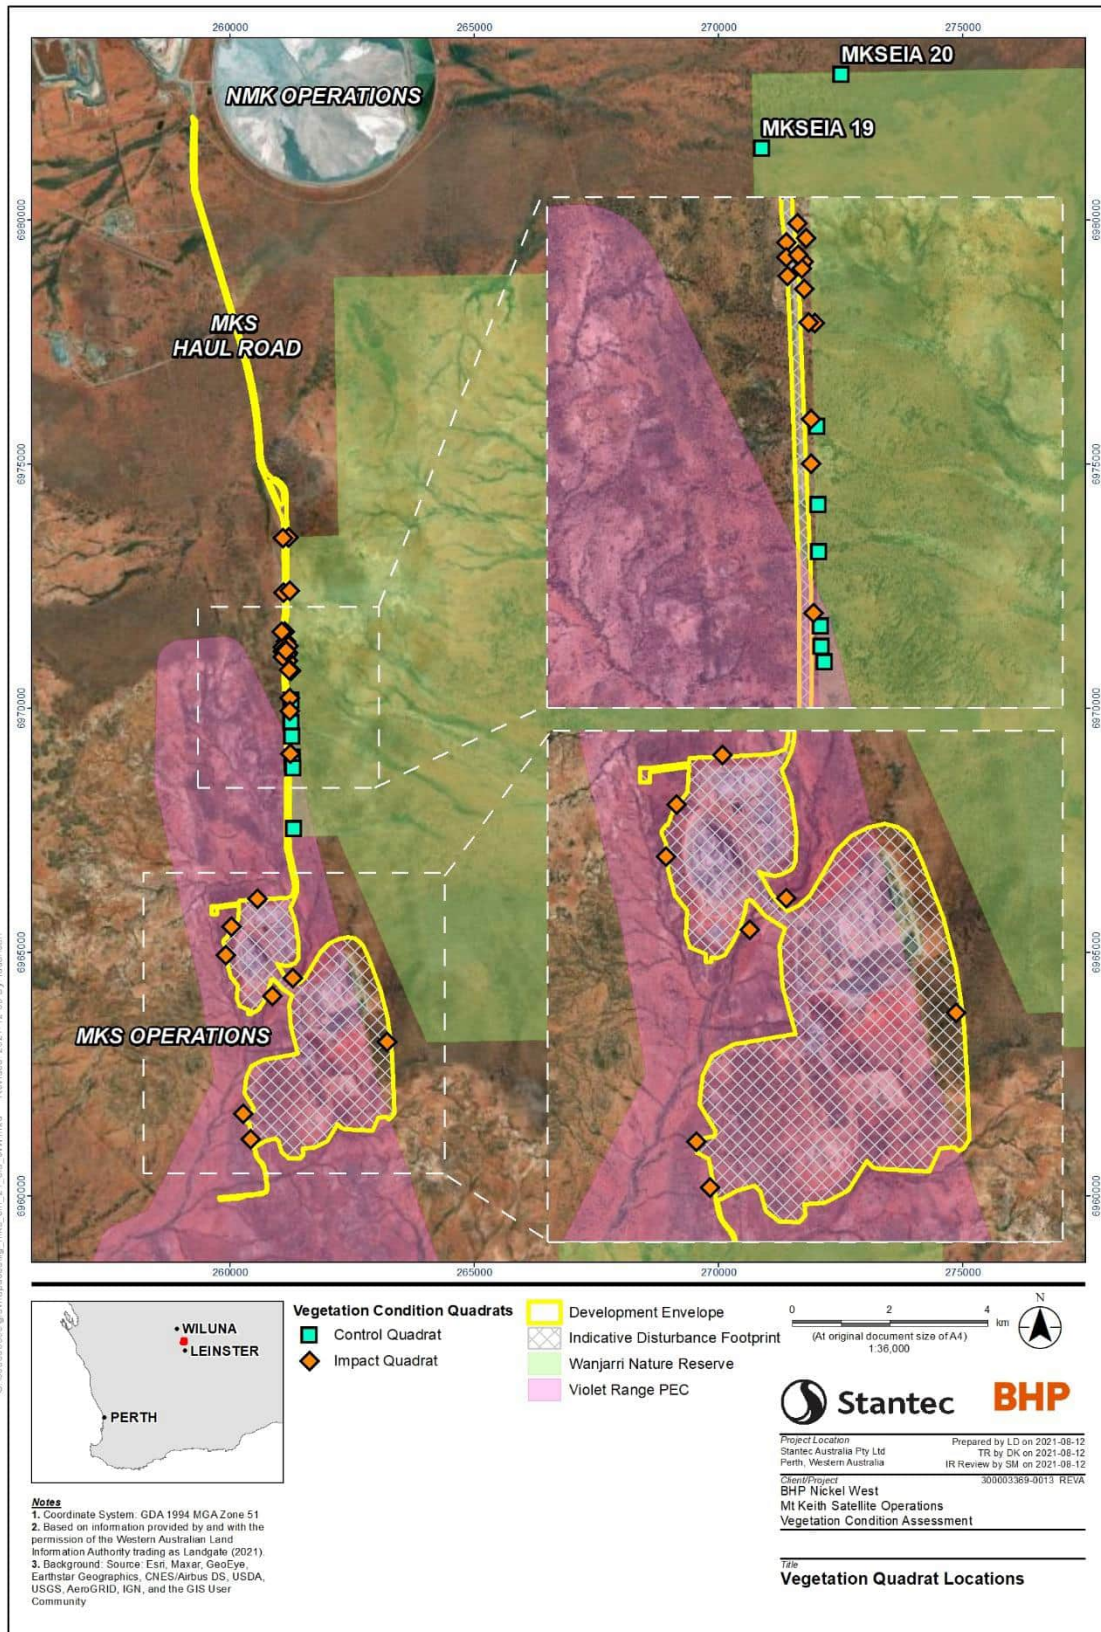 260000
265000
270000
275000
MKSEIA 20
NMK OPERATIONS
MKSEIA 19
6980000
6980000
MKS
HAUL ROAD
6975000
6975000
6970000
6970000
6965000
6965000
MKS OPERATIONS
6960000
6960000
260000
265000
270000
275000
WILUNA
LEINSTER
PERTH
Vegetation Condition Quadrats
Control Quadrat
Impact Quadrat
Development Envelope
Indicative Disturbance Footprint
Wanjarri Nature Reserve
Violet Range PEC
0 2 4
km
(At original document size of A4)
1:36,000
N
Stantec
BHP
Project Location
Stantec Australia Pty Ltd
Perth, Western Australia
Prepared by LD on 2021-08-12
TR by DK on 2021-08-12
IR Review by SM on 2021-08-12
Client/Project
300003369-0013 REVA
BHP Nickel West
Mt Keith Satellite Operations
Vegetation Condition Assessment
Title
Vegetation Quadrat Locations
Notes
1. Coordinate System: GDA 1994 MGA Zone 51
2. Based on information provided by and with the
permission of the Western Australian Land
Information Authority trading as Landgate (2021).
3. Background: Source: Esri, Maxar, GeoEye,
Earthstar Geographics, CNES/Airbus DS, USDA,
USGS, AeroGRID, IGN, and the GIS User
Community